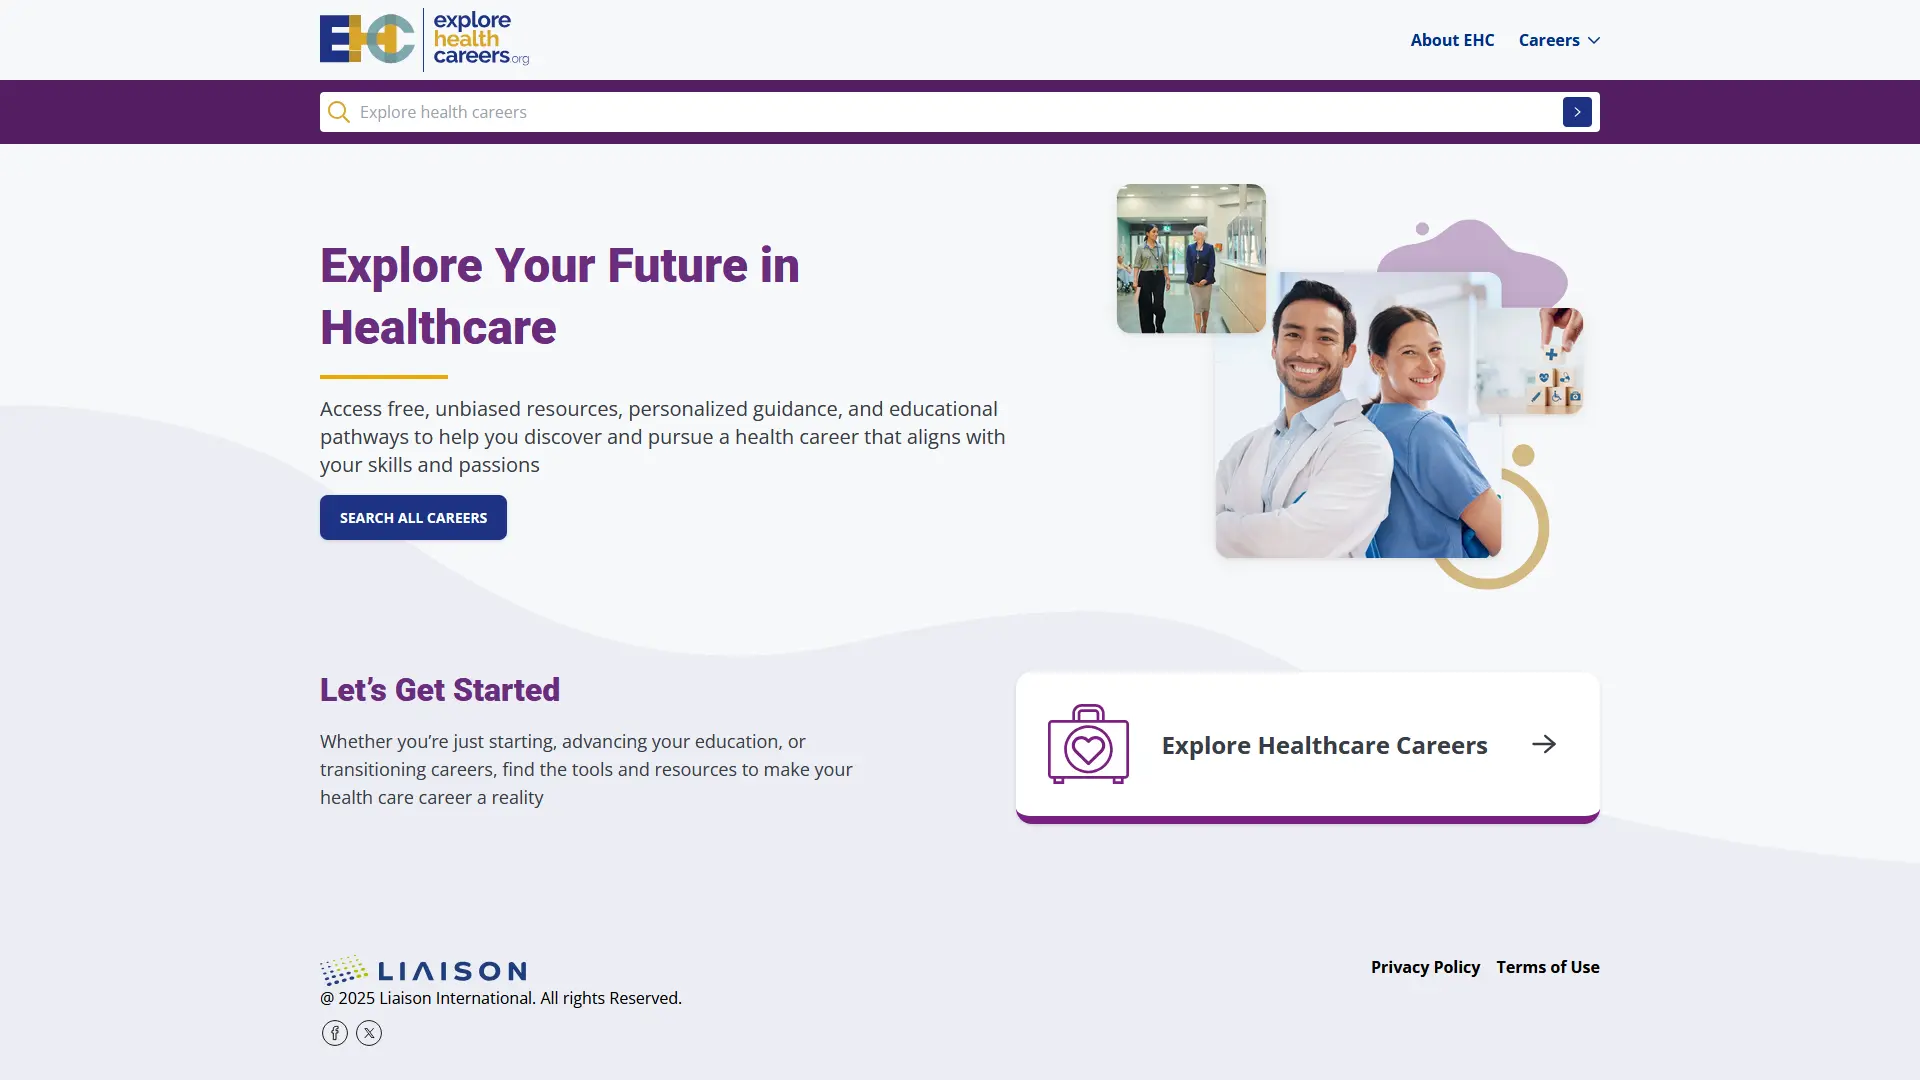 EHC
explore
health
careers.org
About EHC
Careers
Explore health careers
Explore Your Future in
Healthcare
Access free, unbiased resources, personalized guidance, and educational
pathways to help you discover and pursue a health career that aligns with
your skills and passions
SEARCH ALL CAREERS
Let’s Get Started
Whether you’re just starting, advancing your education, or
transitioning careers, find the tools and resources to make your
health care career a reality
Explore Healthcare Careers
LIAISON
@ 2025 Liaison International. All rights Reserved.
Privacy Policy
Terms of Use